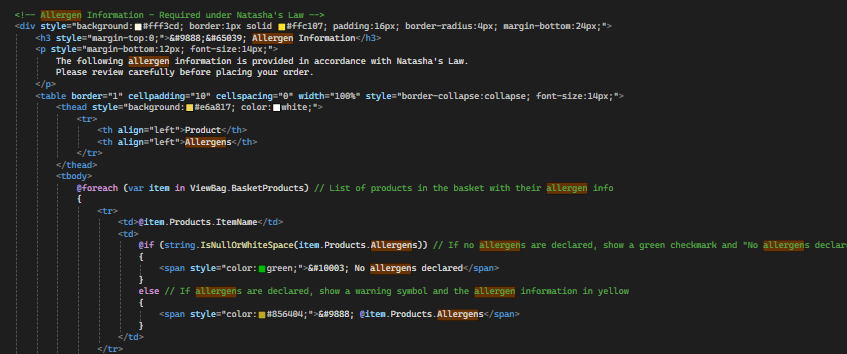 <!-- Allergen Information - Required under Natasha's Law -->
<div style="background:#fff3cd; border:1px solid #ffc107; padding:16px; border-radius:4px; margin-bottom:24px;">
<h3 style="margin-top:0;">&#9888;&#65039; Allergen Information</h3>
<p style="margin-bottom:12px; font-size:14px;">
The following allergen information is provided in accordance with Natasha's Law.
Please review carefully before placing your order.
</p>
<table border="1" cellpadding="10" cellspacing="0" width="100%" style="border-collapse:collapse; font-size:14px;">
<thead style="background:#e6a817; color:white;">
<tr>
<th align="left">Product</th>
<th align="left">Allergens</th>
</tr>
</thead>
<tbody>
@foreach (var item in ViewBag.BasketProducts) // List of products in the basket with their allergen info
{
<tr>
<td>@item.Products.ItemName</td>
<td>
@if (string.IsNullOrWhiteSpace(item.Products.Allergens)) // If no allergens are declared, show a green checkmark and "No allergens declare
{
<span style="color:green;">&#10003; No allergens declared</span>
}
else // If allergens are declared, show a warning symbol and the allergen information in yellow
{
<span style="color:#856404;">&#9888; @item.Products.Allergens</span>
}
</td>
</tr>